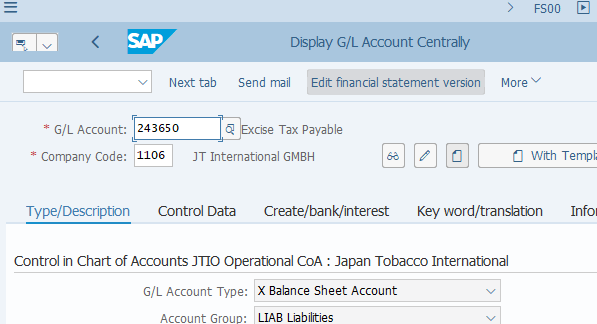 FS00
SAP Display G/L Account Centrally
Next tab Send mail Edit financial statement version More
* G/L Account: 243650 Excise Tax Payable
* Company Code: 1106 JT International GMBH With Templa
Type/Description Control Data Create/bank/interest Key word/translation Infor
Control in Chart of Accounts JTIO Operational CoA : Japan Tobacco International
G/L Account Type: X Balance Sheet Account
Account Group: LIAB Liabilities